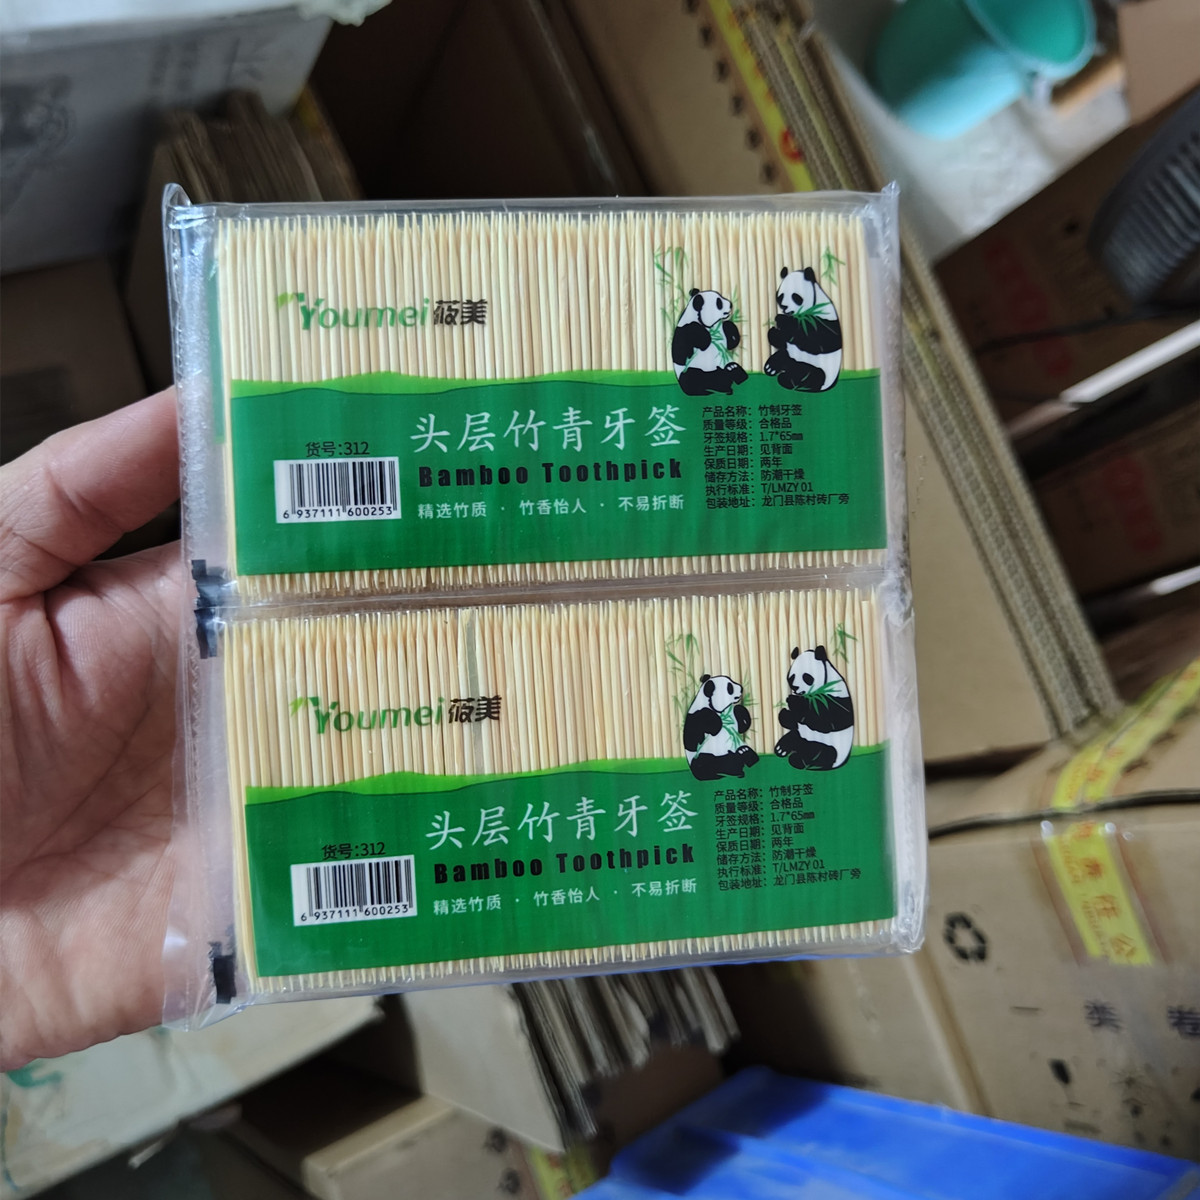 Youmei 莜美
头层竹青牙签
Bamboo Toothpick
精选竹质 · 竹香怡人 · 不易折断
货号:312
6 937111 600253
产品名称：竹制牙签
质量等级：合格品
牙签规格：1.7*65mm
生产日期：见背面
保质日期：两年
储存方法：防潮干燥
执行标准：T/LMZY 01
包装地址：龙门县陈村砖厂旁
Youmei 莜美
头层竹青牙签
Bamboo Toothpick
精选竹质 · 竹香怡人 · 不易折断
货号:312
6 937111 600253
产品名称：竹制牙签
质量等级：合格品
牙签规格：1.7*65mm
生产日期：见背面
保质日期：两年
储存方法：防潮干燥
执行标准：T/LMZY 01
包装地址：龙门县陈村砖厂旁
责任公
一类卷